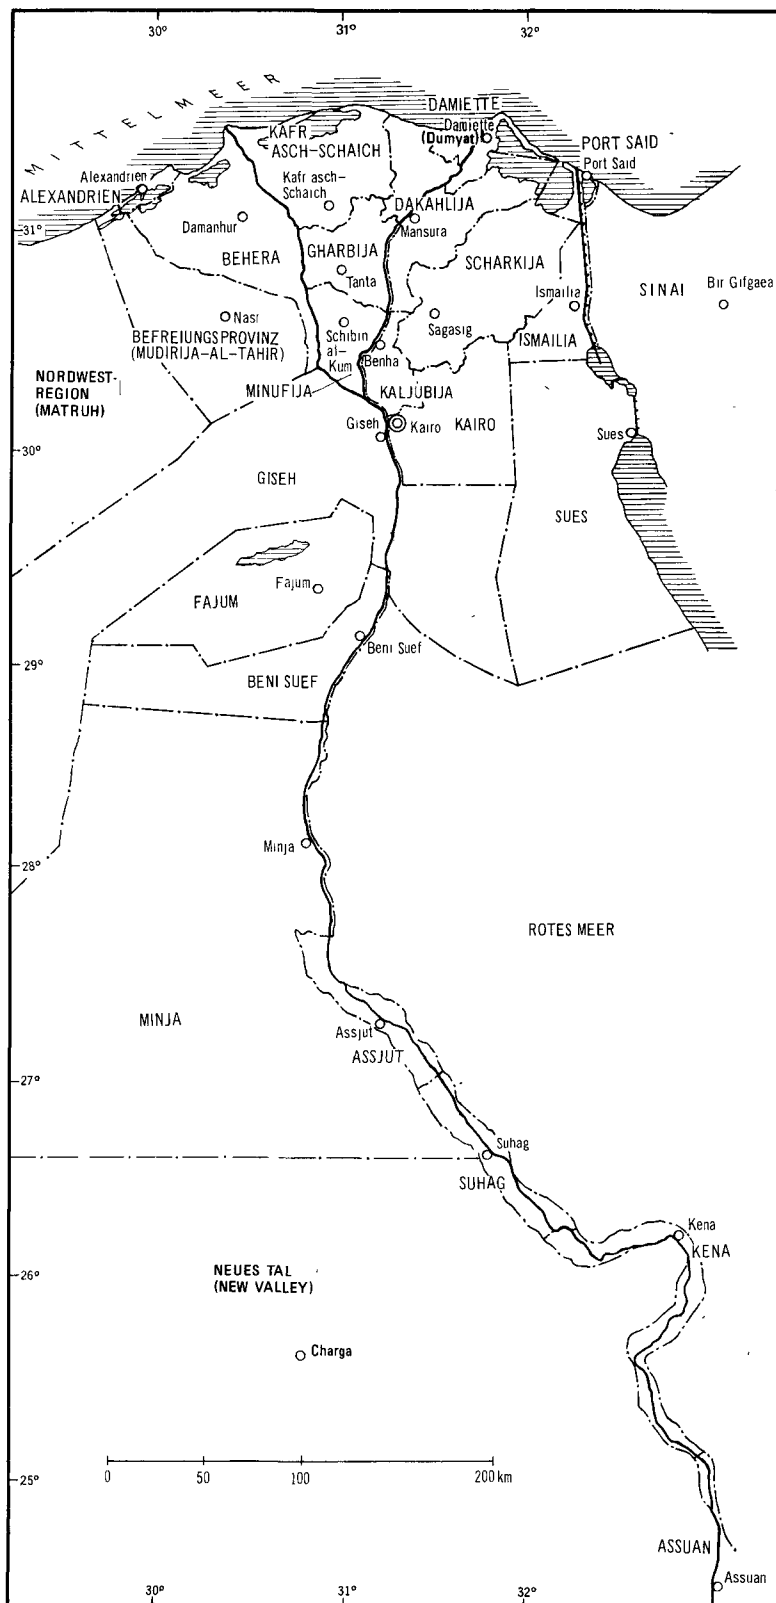 30°
31°
32°
MITTELMEER
DAMIETTE
Damiette
(Dumyat)
KAFR
ASCH-SCHAICH
PORT SAID
Port Said
Alexandrien
ALEXANDRIEN
Kafr asch-
Schaich
DAKAHLIJA
Mansura
Damanhur
31°
BEHERA
GHARBIJA
Tanta
SCHARKIJA
SINAI
Bir Gifgaea
Ismailia
Nasr
Schibin
al-
Kum
Sagasig
ISMAILIA
BEFREIUNGSPROVINZ
(MUDIRIJA-AL-TAHIR)
Benha
NORDWEST-
REGION
(MATRUH)
MINUFIJA
KALJUBIJA
Giseh
Kairo
KAIRO
Sues
30°
GISEH
SUES
Fajum
FAJUM
Beni Suef
29°
BENI SUEF
Minja
28°
ROTES MEER
MINJA
Assjut
ASSJUT
27°
Suhag
SUHAG
Kena
KENA
26°
NEUES TAL
(NEW VALLEY)
Charga
0 50 100 200 km
25°
ASSUAN
Assuan
30°
31°
32°